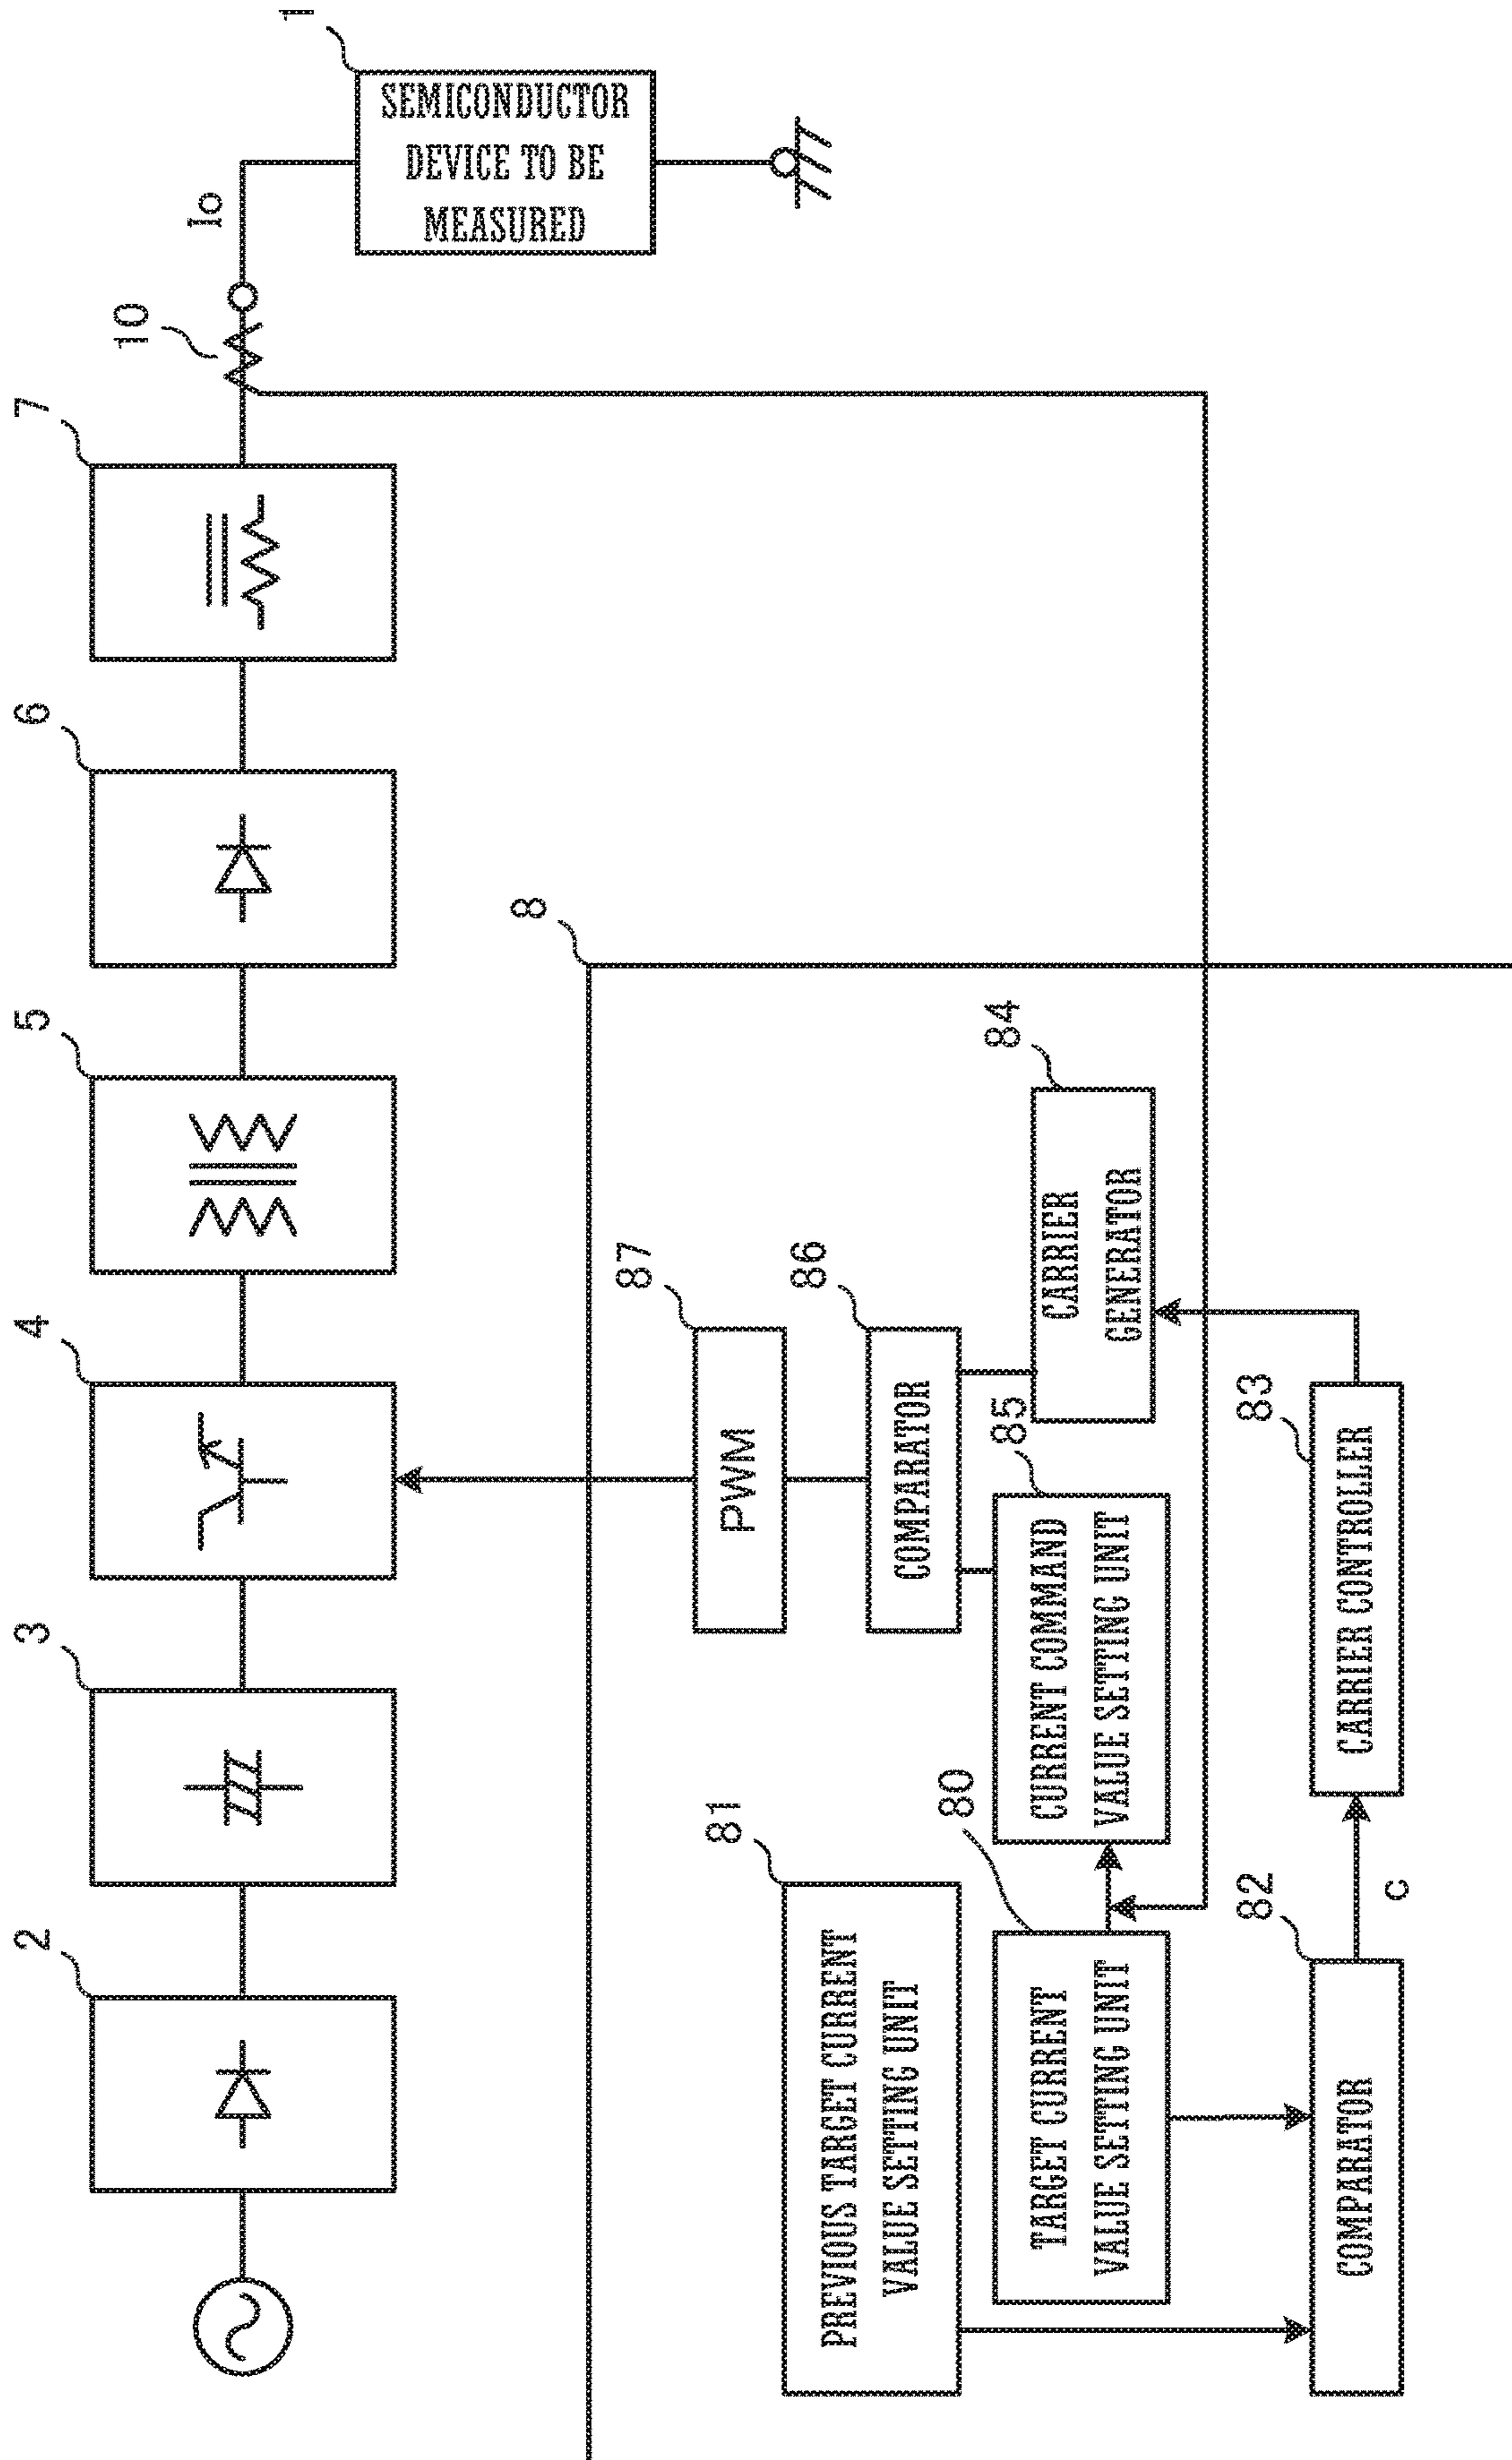 2
3
4
5
6
7
10
Io
1
SEMICONDUCTOR
DEVICE TO BE
MEASURED
8
87
PWM
86
COMPARATOR
81
PREVIOUS TARGET CURRENT
VALUE SETTING UNIT
80
TARGET CURRENT
VALUE SETTING UNIT
85
CURRENT COMMAND
VALUE SETTING UNIT
84
CARRIER
GENERATOR
82
COMPARATOR
c
83
CARRIER CONTROLLER